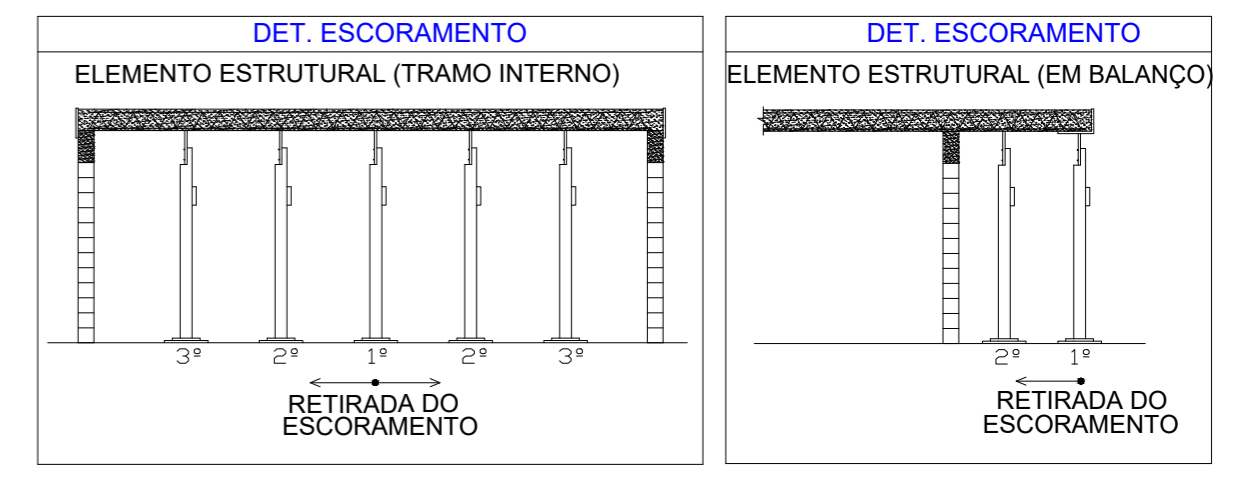 DET. ESCORAMENTO
ELEMENTO ESTRUTURAL (TRAMO INTERNO)
3º 2º 1º 2º 3º
RETIRADA DO
ESCORAMENTO
DET. ESCORAMENTO
ELEMENTO ESTRUTURAL (EM BALANÇO)
2º 1º
RETIRADA DO
ESCORAMENTO